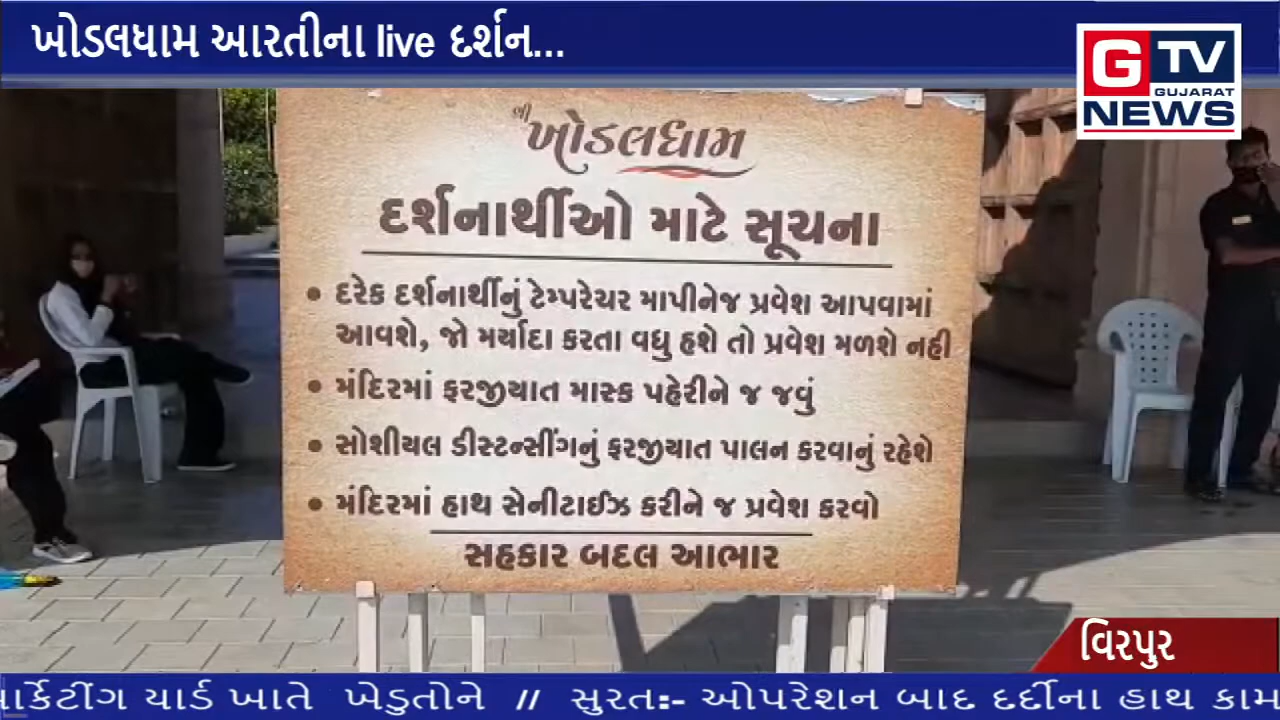 ખોડલધામ આરતીના live દર્શન...
G TV
GUJARAT
NEWS
શ્રી
ખોડલધામ
દર્શનાર્થીઓ માટે સૂચના
• દરેક દર્શનાર્થીનું ટેમ્પરેચર માપીનેજ પ્રવેશ આપવામાં
આવશે, જો મર્યાદા કરતા વધુ હશે તો પ્રવેશ મળશે નહી
• મંદિરમાં ફરજીયાત માસ્ક પહેરીને જ જવું
• સોશીયલ ડીસ્ટન્સીંગનું ફરજીયાત પાલન કરવાનું રહેશે
• મંદિરમાં હાથ સેનીટાઈઝ કરીને જ પ્રવેશ કરવો
સહકાર બદલ આભાર
વિરપુર
યાર્ડ ખાતે ખેડુતોને // સુરત:- ઓપરેશન બાદ દર્દીના હાથ કામ